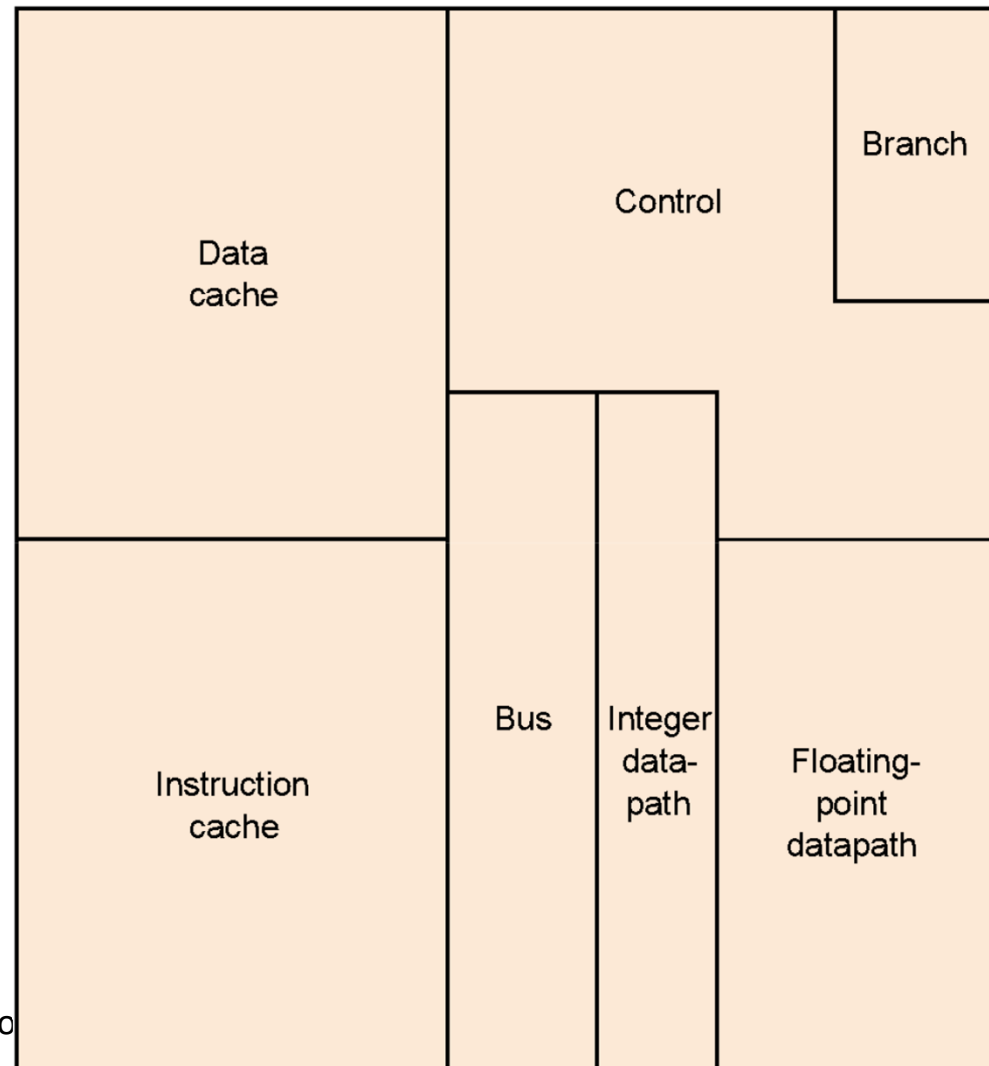 Data
cache
Control
Branch
Instruction
cache
Bus
Integer
data-
path
Floating-
point
datapath